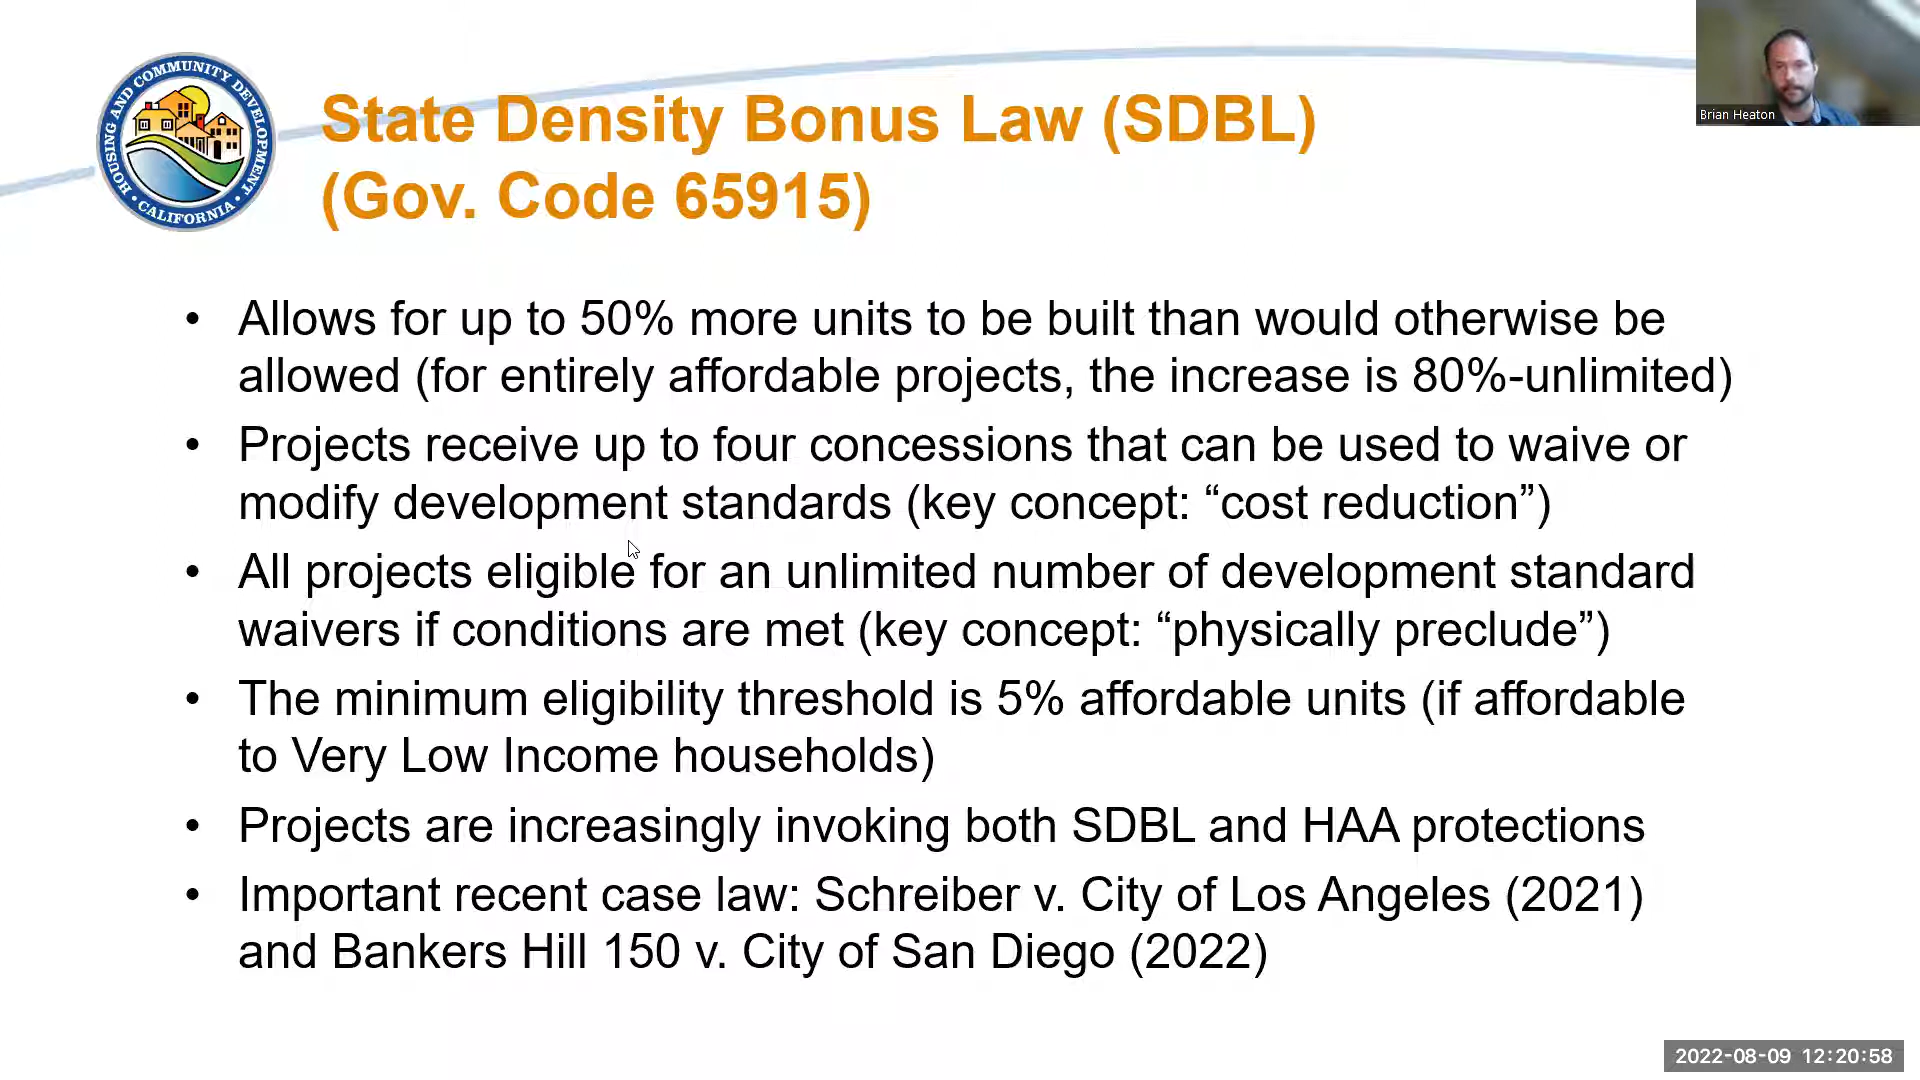 HOUSING AND COMMUNITY DEVELOPMENT
• CALIFORNIA •
State Density Bonus Law (SDBL)
(Gov. Code 65915)
Brian Heaton
• Allows for up to 50% more units to be built than would otherwise be
allowed (for entirely affordable projects, the increase is 80%-unlimited)
• Projects receive up to four concessions that can be used to waive or
modify development standards (key concept: “cost reduction”)
• All projects eligible for an unlimited number of development standard
waivers if conditions are met (key concept: “physically preclude”)
• The minimum eligibility threshold is 5% affordable units (if affordable
to Very Low Income households)
• Projects are increasingly invoking both SDBL and HAA protections
• Important recent case law: Schreiber v. City of Los Angeles (2021)
and Bankers Hill 150 v. City of San Diego (2022)
2022-08-09 12:20:58